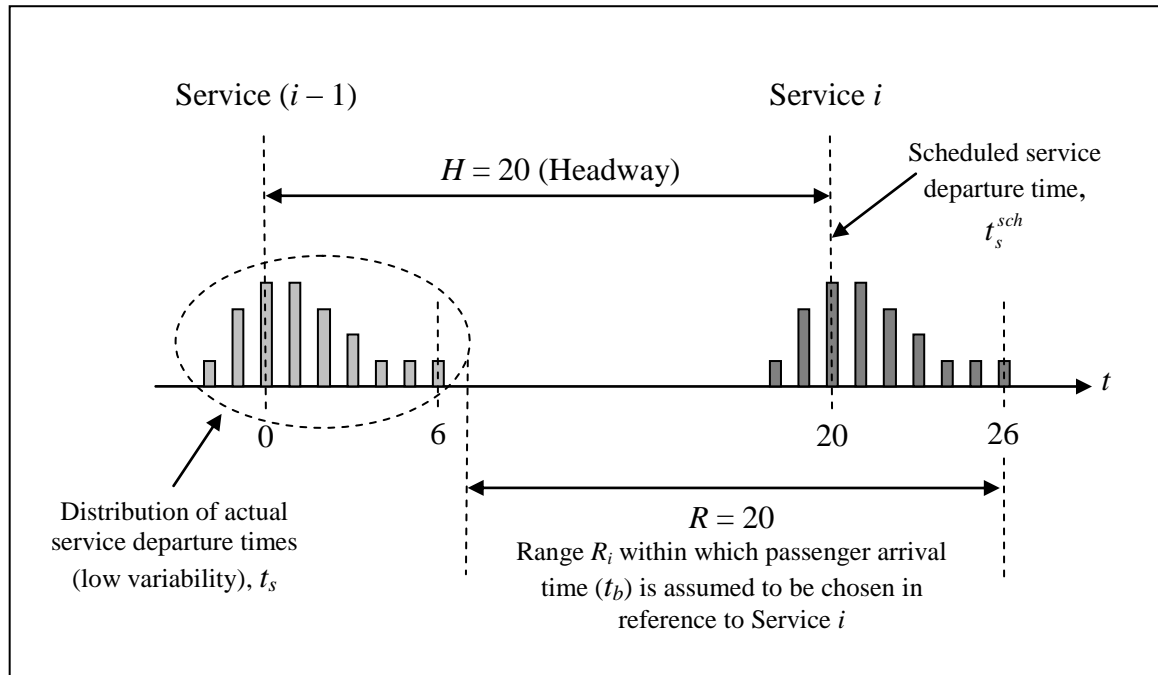 Service (i – 1)
Service i
H = 20 (Headway)
Scheduled service
departure time,
t_s^{sch}
t
0
6
20
26
Distribution of actual
service departure times
(low variability), t_s
R = 20
Range R_i within which passenger arrival
time (t_b) is assumed to be chosen in
reference to Service i